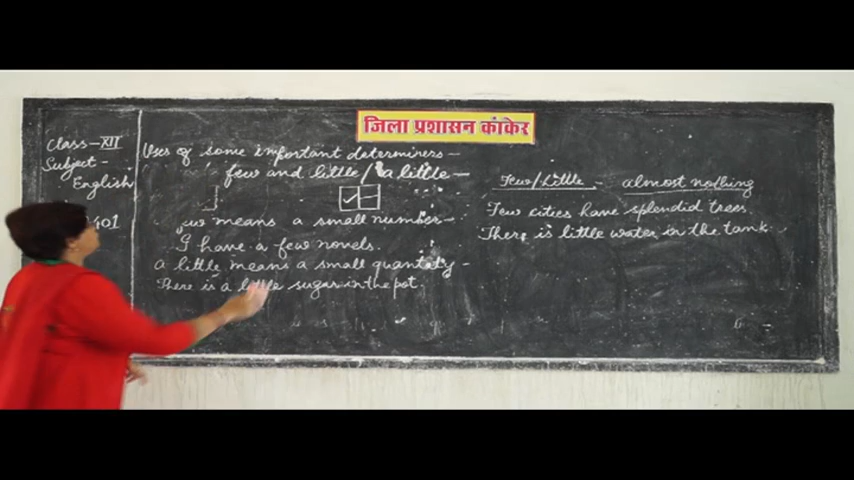 जिला प्रशासन कांकेर
Class-XII
Subject-
English
Uses of some important determiners-
few and little/a little-
means a small number-
I have a few novels.
a little means a small quantity-
There is a little sugar in the pot.
Few/Little - almost nothing
Few cities have splendid trees.
There is little water in the tank.